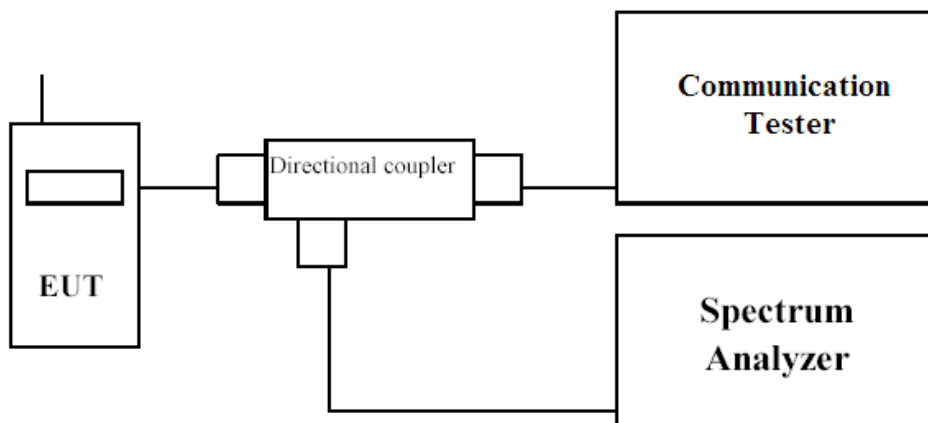 Communication
Tester
Directional coupler
EUT
Spectrum
Analyzer